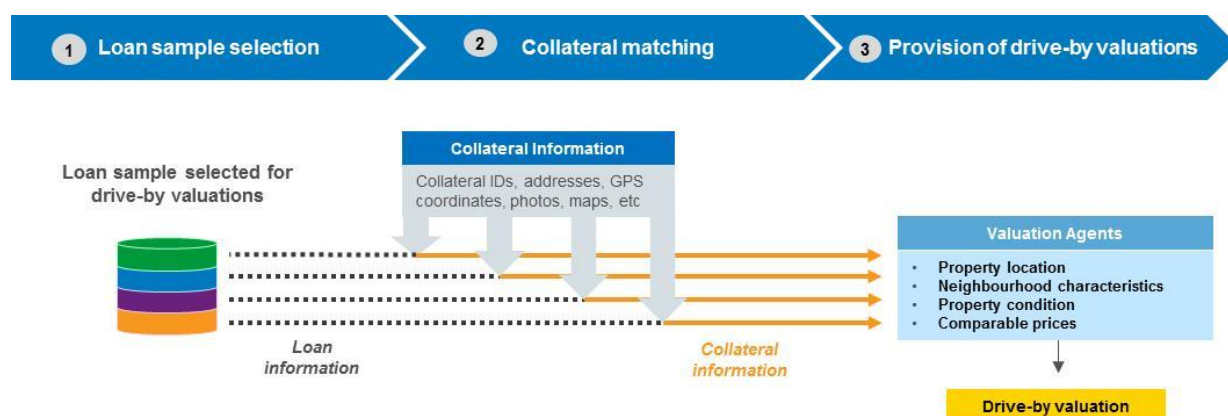 1 Loan sample selection
2 Collateral matching
3 Provision of drive-by valuations
Loan sample selected for
drive-by valuations
Collateral Information
Collateral IDs, addresses, GPS
coordinates, photos, maps, etc
Loan
information
Collateral
information
Valuation Agents
• Property location
• Neighbourhood characteristics
• Property condition
• Comparable prices
Drive-by valuation